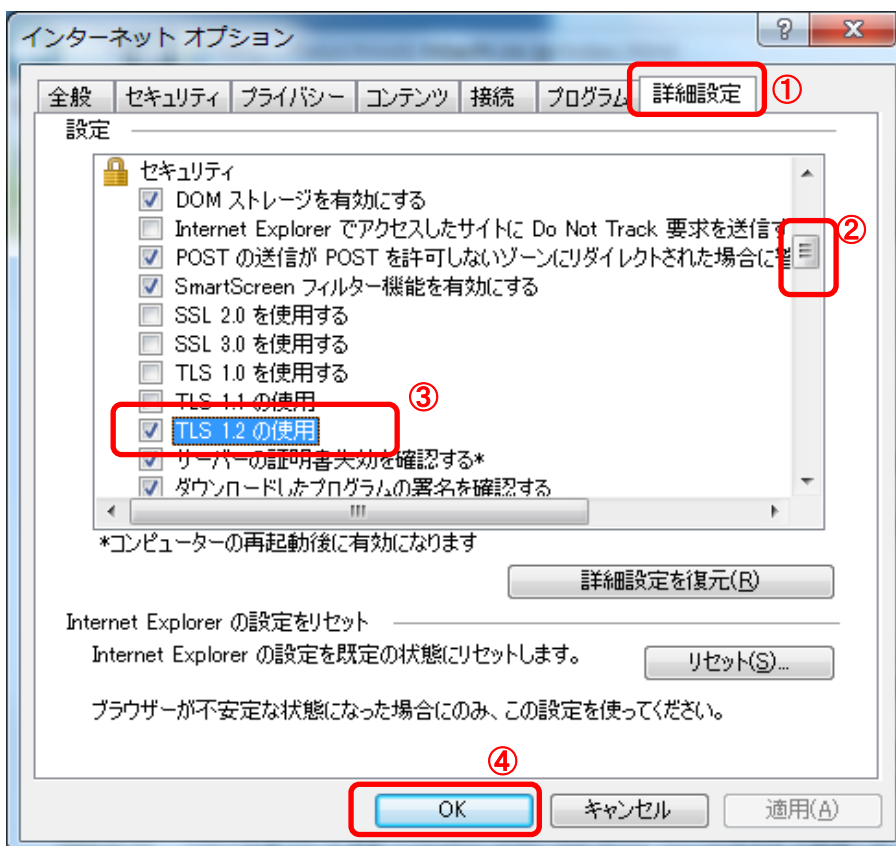 インターネット オプション
全般 セキュリティ プライバシー コンテンツ 接続 プログラム 詳細設定 ①
設定
セキュリティ
DOM ストレージを有効にする
Internet Explorer でアクセスしたサイトに Do Not Track 要求を送信す
②
POST の送信が POST を許可しないゾーンにリダイレクトされた場合に警
SmartScreen フィルター機能を有効にする
SSL 2.0 を使用する
SSL 3.0 を使用する
TLS 1.0 を使用する
③
TLS 1.1 の使用
TLS 1.2 の使用
サーバーの証明書失効を確認する*
ダウンロードしたプログラムの署名を確認する
*コンピューターの再起動後に有効になります
詳細設定を復元(R)
Internet Explorer の設定をリセット
Internet Explorer の設定を既定の状態にリセットします。
リセット(S)...
ブラウザーが不安定な状態になった場合にのみ、この設定を使ってください。
④
OK キャンセル 適用(A)